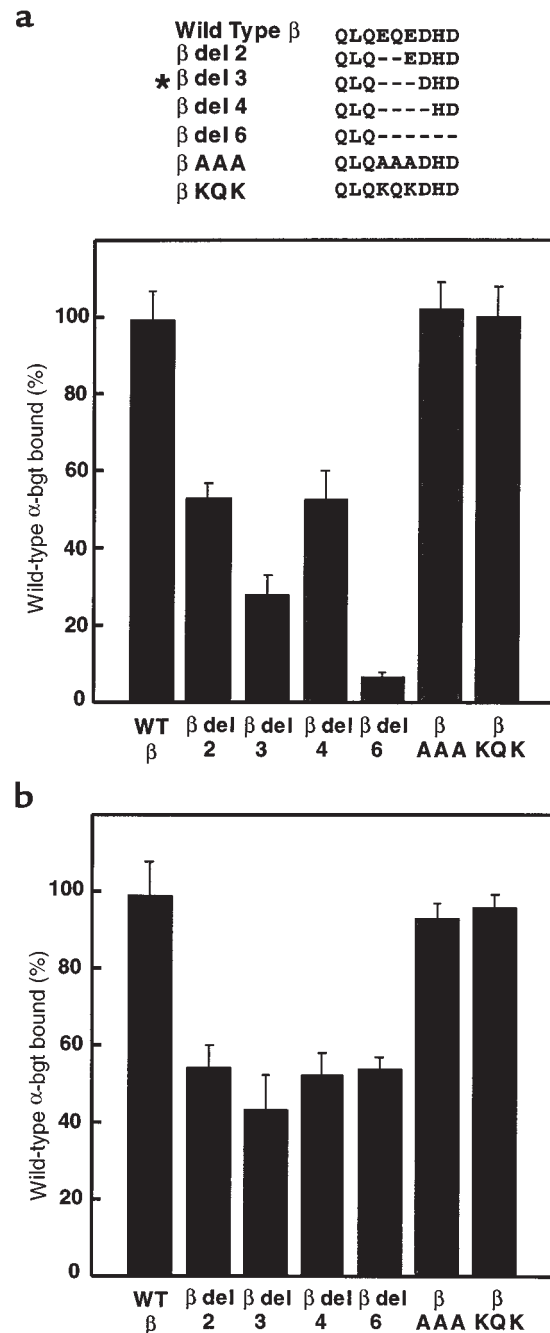 a
Wild Type β QLQEQEDHD
β del 2 QLQ--EDHD
* β del 3 QLQ---DHD
β del 4 QLQ----HD
β del 6 QLQ------
β AAA QLQAAADHD
β KQK QLQKQKDHD
Wild-type α-bgt bound (%)
100
80
60
40
20
0
WT β del β del β del β del β β
β 2 3 4 6 AAA KQK
b
Wild-type α-bgt bound (%)
100
80
60
40
20
0
WT β del β del β del β del β β
β 2 3 4 6 AAA KQK